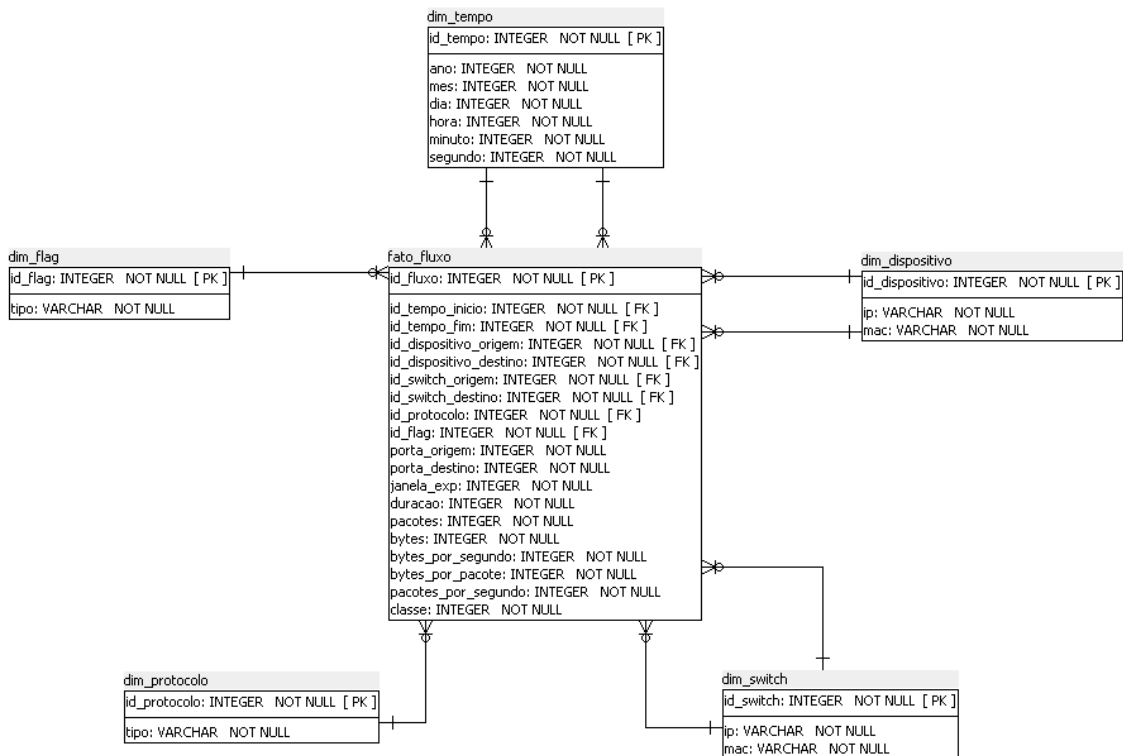 dim_tempo
id_tempo: INTEGER NOT NULL [ PK ]
ano: INTEGER NOT NULL
mes: INTEGER NOT NULL
dia: INTEGER NOT NULL
hora: INTEGER NOT NULL
minuto: INTEGER NOT NULL
segundo: INTEGER NOT NULL
dim_flag
id_flag: INTEGER NOT NULL [ PK ]
tipo: VARCHAR NOT NULL
fato_fluxo
id_fluxo: INTEGER NOT NULL [ PK ]
id_tempo_inicio: INTEGER NOT NULL [ FK ]
id_tempo_fim: INTEGER NOT NULL [ FK ]
id_dispositivo_origem: INTEGER NOT NULL [ FK ]
id_dispositivo_destino: INTEGER NOT NULL [ FK ]
id_switch_origem: INTEGER NOT NULL [ FK ]
id_switch_destino: INTEGER NOT NULL [ FK ]
id_protocolo: INTEGER NOT NULL [ FK ]
id_flag: INTEGER NOT NULL [ FK ]
porta_origem: INTEGER NOT NULL
porta_destino: INTEGER NOT NULL
janela_exp: INTEGER NOT NULL
duracao: INTEGER NOT NULL
pacotes: INTEGER NOT NULL
bytes: INTEGER NOT NULL
bytes_por_segundo: INTEGER NOT NULL
bytes_por_pacote: INTEGER NOT NULL
pacotes_por_segundo: INTEGER NOT NULL
classe: INTEGER NOT NULL
dim_dispositivo
id_dispositivo: INTEGER NOT NULL [ PK ]
ip: VARCHAR NOT NULL
mac: VARCHAR NOT NULL
dim_protocolo
id_protocolo: INTEGER NOT NULL [ PK ]
tipo: VARCHAR NOT NULL
dim_switch
id_switch: INTEGER NOT NULL [ PK ]
ip: VARCHAR NOT NULL
mac: VARCHAR NOT NULL